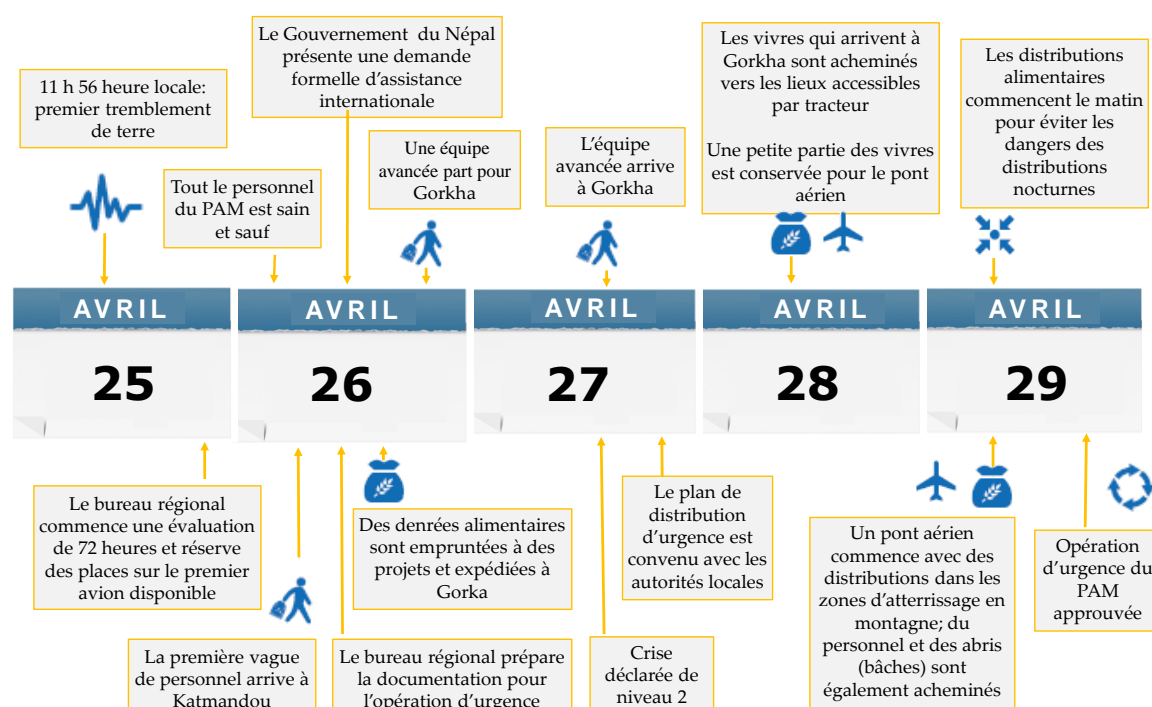 11 h 56 heure locale:
premier tremblement
de terre
Tout le personnel
du PAM est sain
et sauf
Le Gouvernement du Népal
présente une demande
formelle d'assistance
internationale
Une équipe
avancée part pour
Gorkha
L'équipe
avancée arrive
à Gorkha
Les vivres qui arrivent à
Gorkha sont acheminés
vers les lieux accessibles
par tracteur
Une petite partie des vivres
est conservée pour le pont
aérien
Les distributions
alimentaires
commencent le matin
pour éviter les
dangers des
distributions
nocturnes
AVRIL
25
AVRIL
26
AVRIL
27
AVRIL
28
AVRIL
29
Le bureau régional
commence une évaluation
de 72 heures et réserve
des places sur le premier
avion disponible
La première vague
de personnel arrive à
Katmandou
Des denrées alimentaires
sont empruntées à des
projets et expédiées à
Gorka
Le bureau régional prépare
la documentation pour
l'opération d'urgence
Crise
déclarée de
niveau 2
Le plan de
distribution
d'urgence est
convenu avec les
autorités locales
Un pont aérien
commence avec des
distributions dans les
zones d'atterrissage en
montagne; du
personnel et des abris
(bâches) sont
également acheminés
Opération
d'urgence du
PAM
approuvée